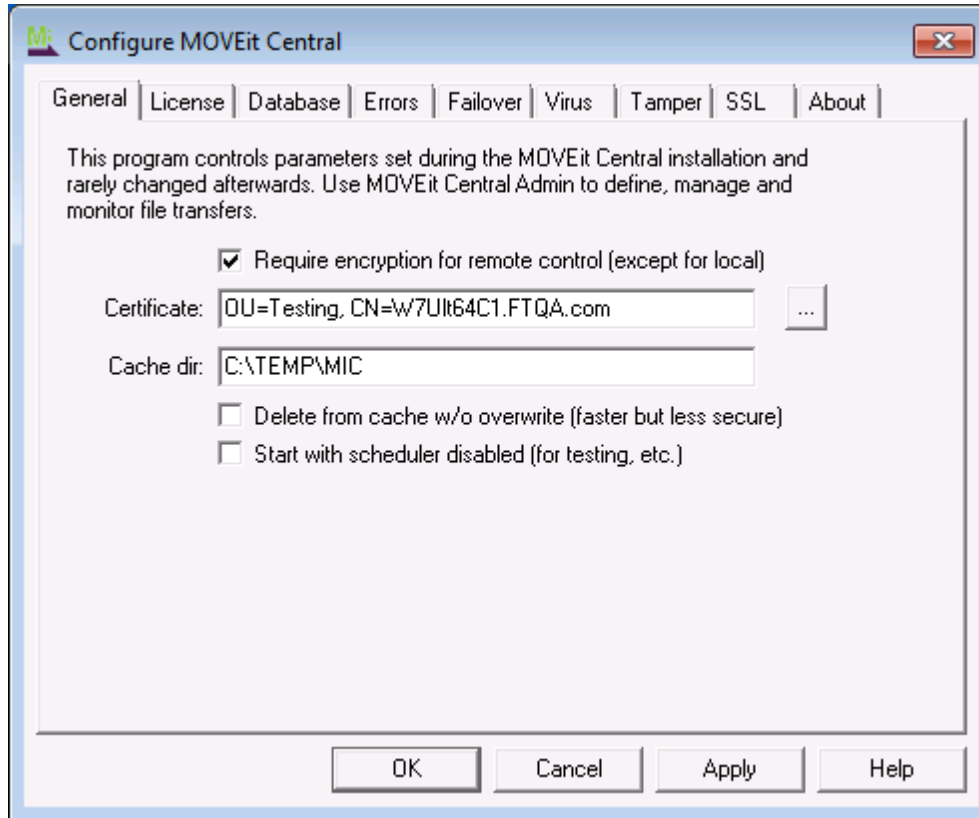 Configure MOVEit Central
General License Database Errors Failover Virus Tamper SSL About
This program controls parameters set during the MOVEit Central installation and
rarely changed afterwards. Use MOVEit Central Admin to define, manage and
monitor file transfers.
Require encryption for remote control (except for local)
Certificate: OU=Testing, CN=W7Ult64C1.FTQA.com ...
Cache dir: C:\TEMP\MIC
Delete from cache w/o overwrite (faster but less secure)
Start with scheduler disabled (for testing, etc.)
OK Cancel Apply Help